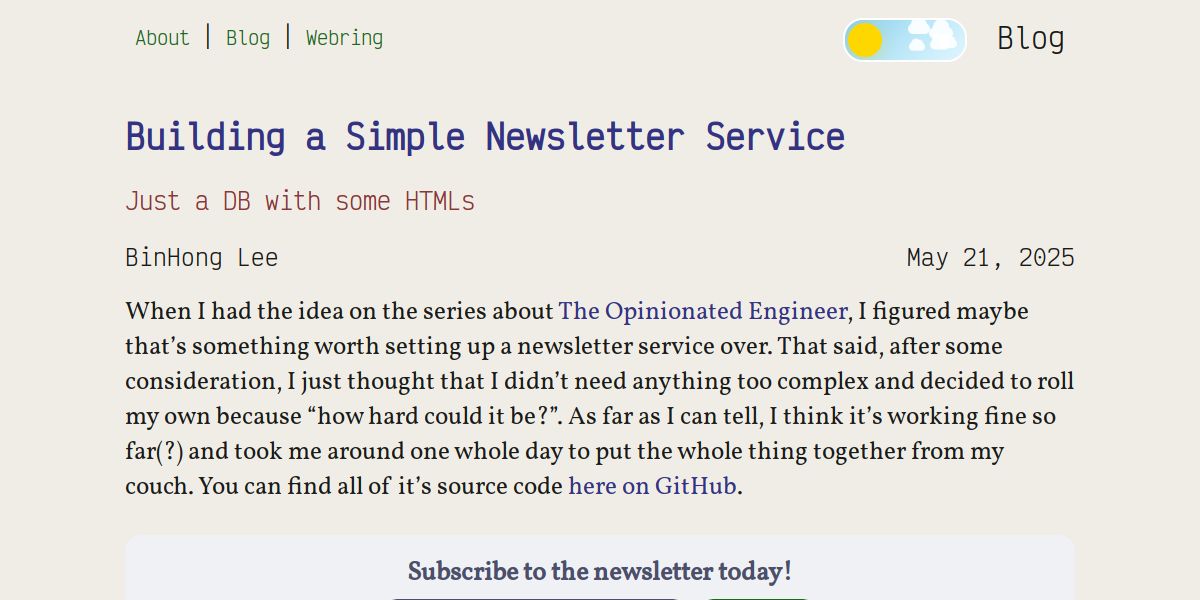 About | Blog | Webring
Blog
Building a Simple Newsletter Service
Just a DB with some HTMLs
BinHong Lee
May 21, 2025
When I had the idea on the series about The Opinionated Engineer, I figured maybe
that’s something worth setting up a newsletter service over. That said, after some
consideration, I just thought that I didn’t need anything too complex and decided to roll
my own because “how hard could it be?”. As far as I can tell, I think it’s working fine so
far(?) and took me around one whole day to put the whole thing together from my
couch. You can find all of it’s source code here on GitHub.
Subscribe to the newsletter today!